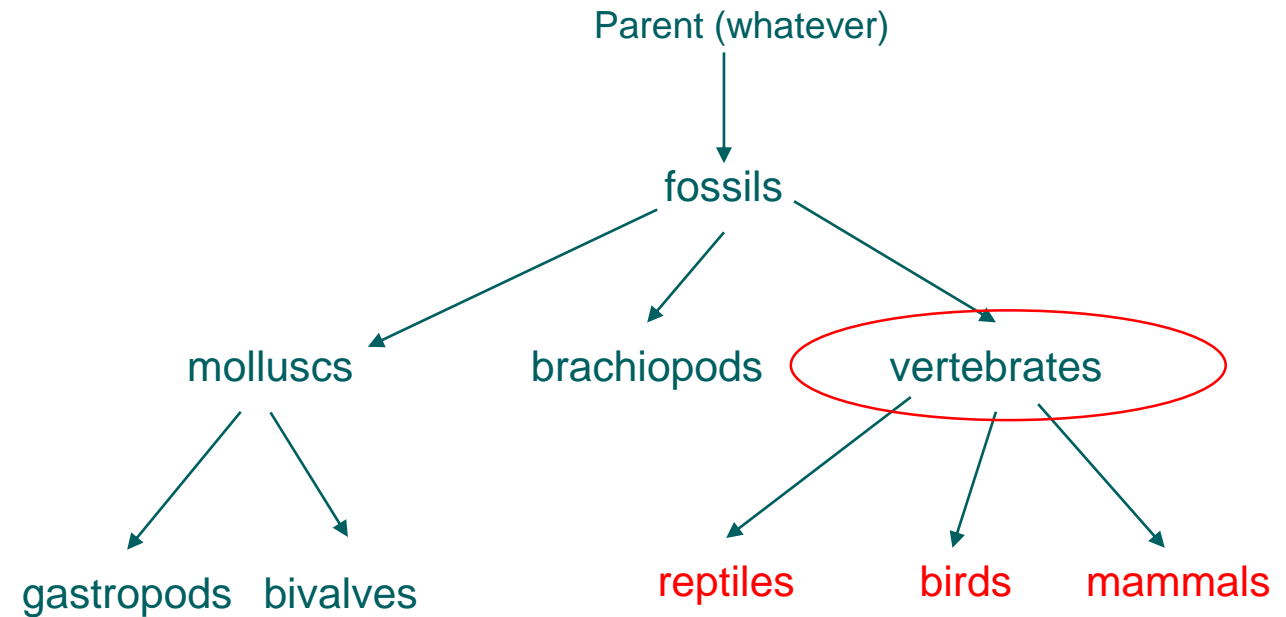 Parent (whatever)
fossils
molluscs brachiopods vertebrates
gastropods bivalves reptiles birds mammals